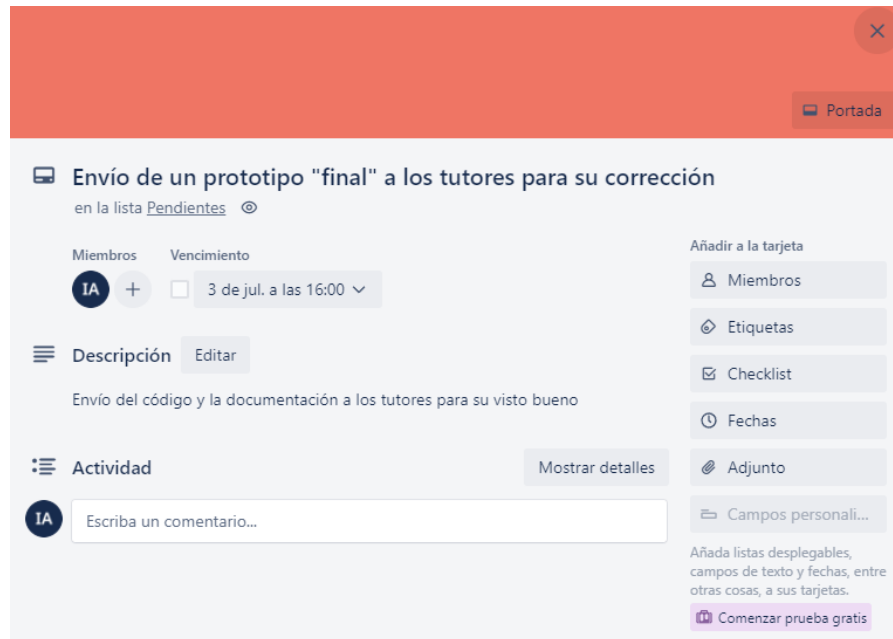 Portada
Envío de un prototipo "final" a los tutores para su corrección
en la lista Pendientes
Miembros Vencimiento
IA + 3 de jul. a las 16:00
Descripción Editar
Envío del código y la documentación a los tutores para su visto bueno
Actividad Mostrar detalles
IA Escriba un comentario...
Añadir a la tarjeta
Miembros
Etiquetas
Checklist
Fechas
Adjunto
Campos personali...
Añada listas desplegables,
campos de texto y fechas, entre
otras cosas, a sus tarjetas.
Comenzar prueba gratis